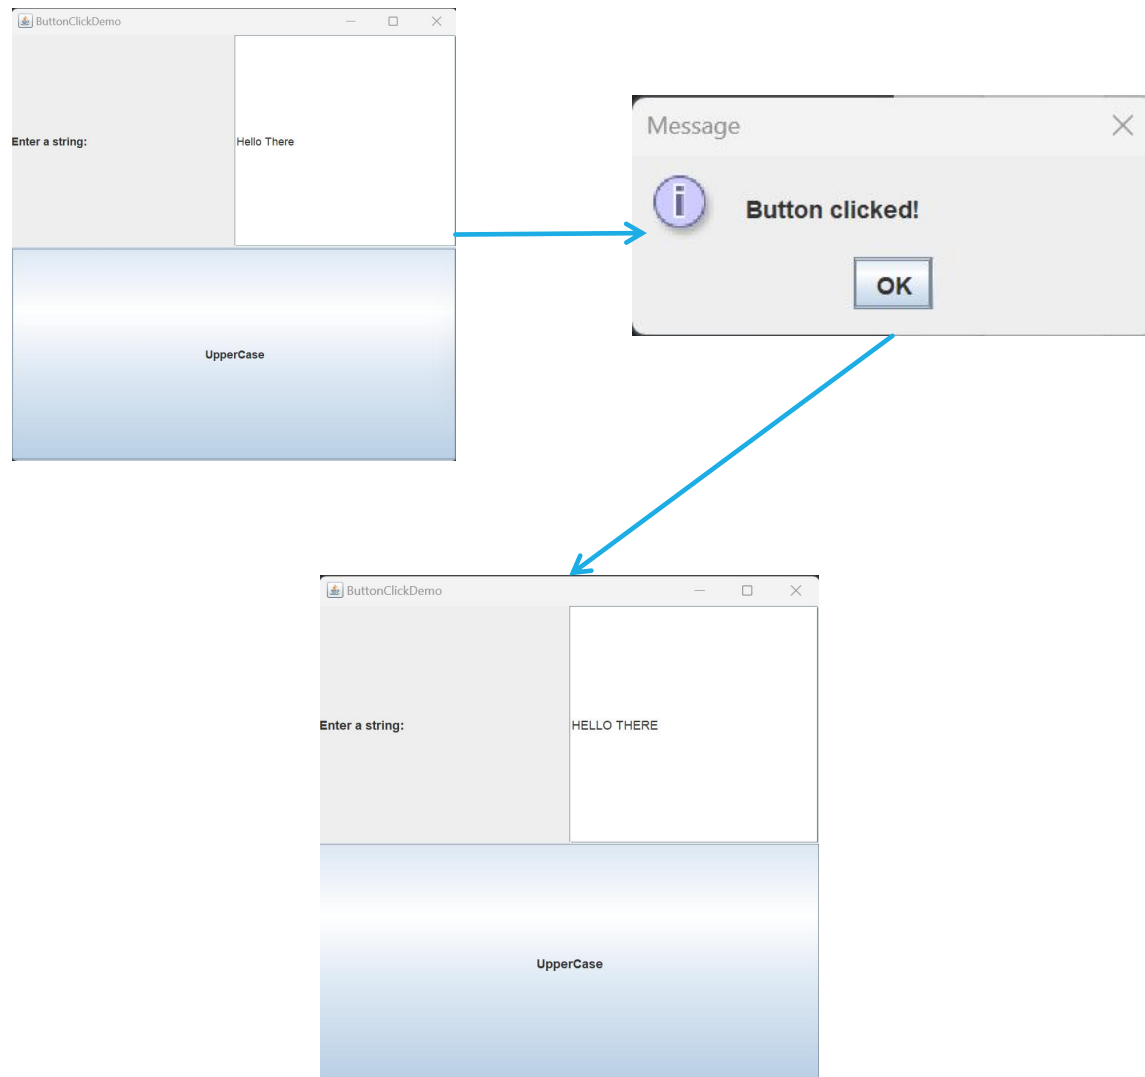 ButtonClickDemo
Enter a string:
Hello There
UpperCase
Message
Button clicked!
OK
ButtonClickDemo
Enter a string:
HELLO THERE
UpperCase